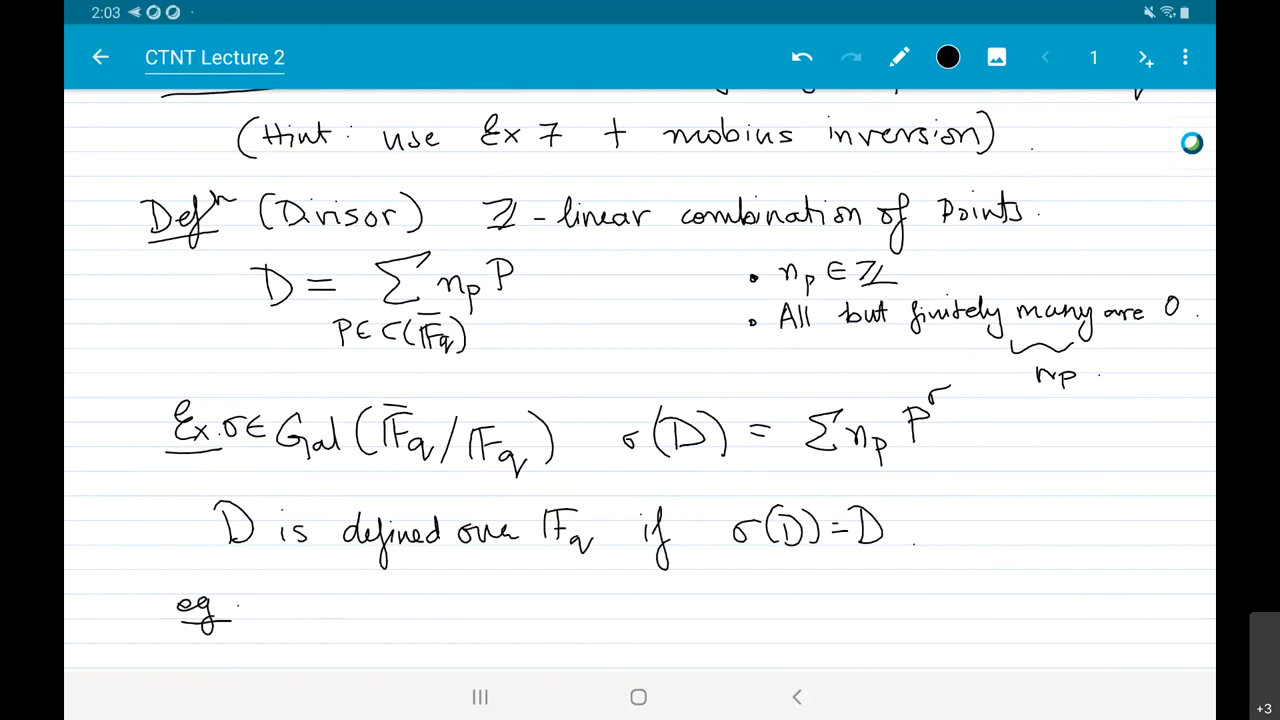 2:03
CTNT Lecture 2
1
(Hint: use Ex 7 + mobius inversion).
Defⁿ (Divisor) ℤ-linear combination of Points.
D = Σ n_p P
P∈C(F̅_q)
• n_p ∈ ℤ
• All but finitely many are 0.
n_p.
Ex. σ∈Gal(F̅_q/F_q) σ(D) = Σ n_p P^σ
D is defined over F_q if σ(D)=D.
eg.
+3